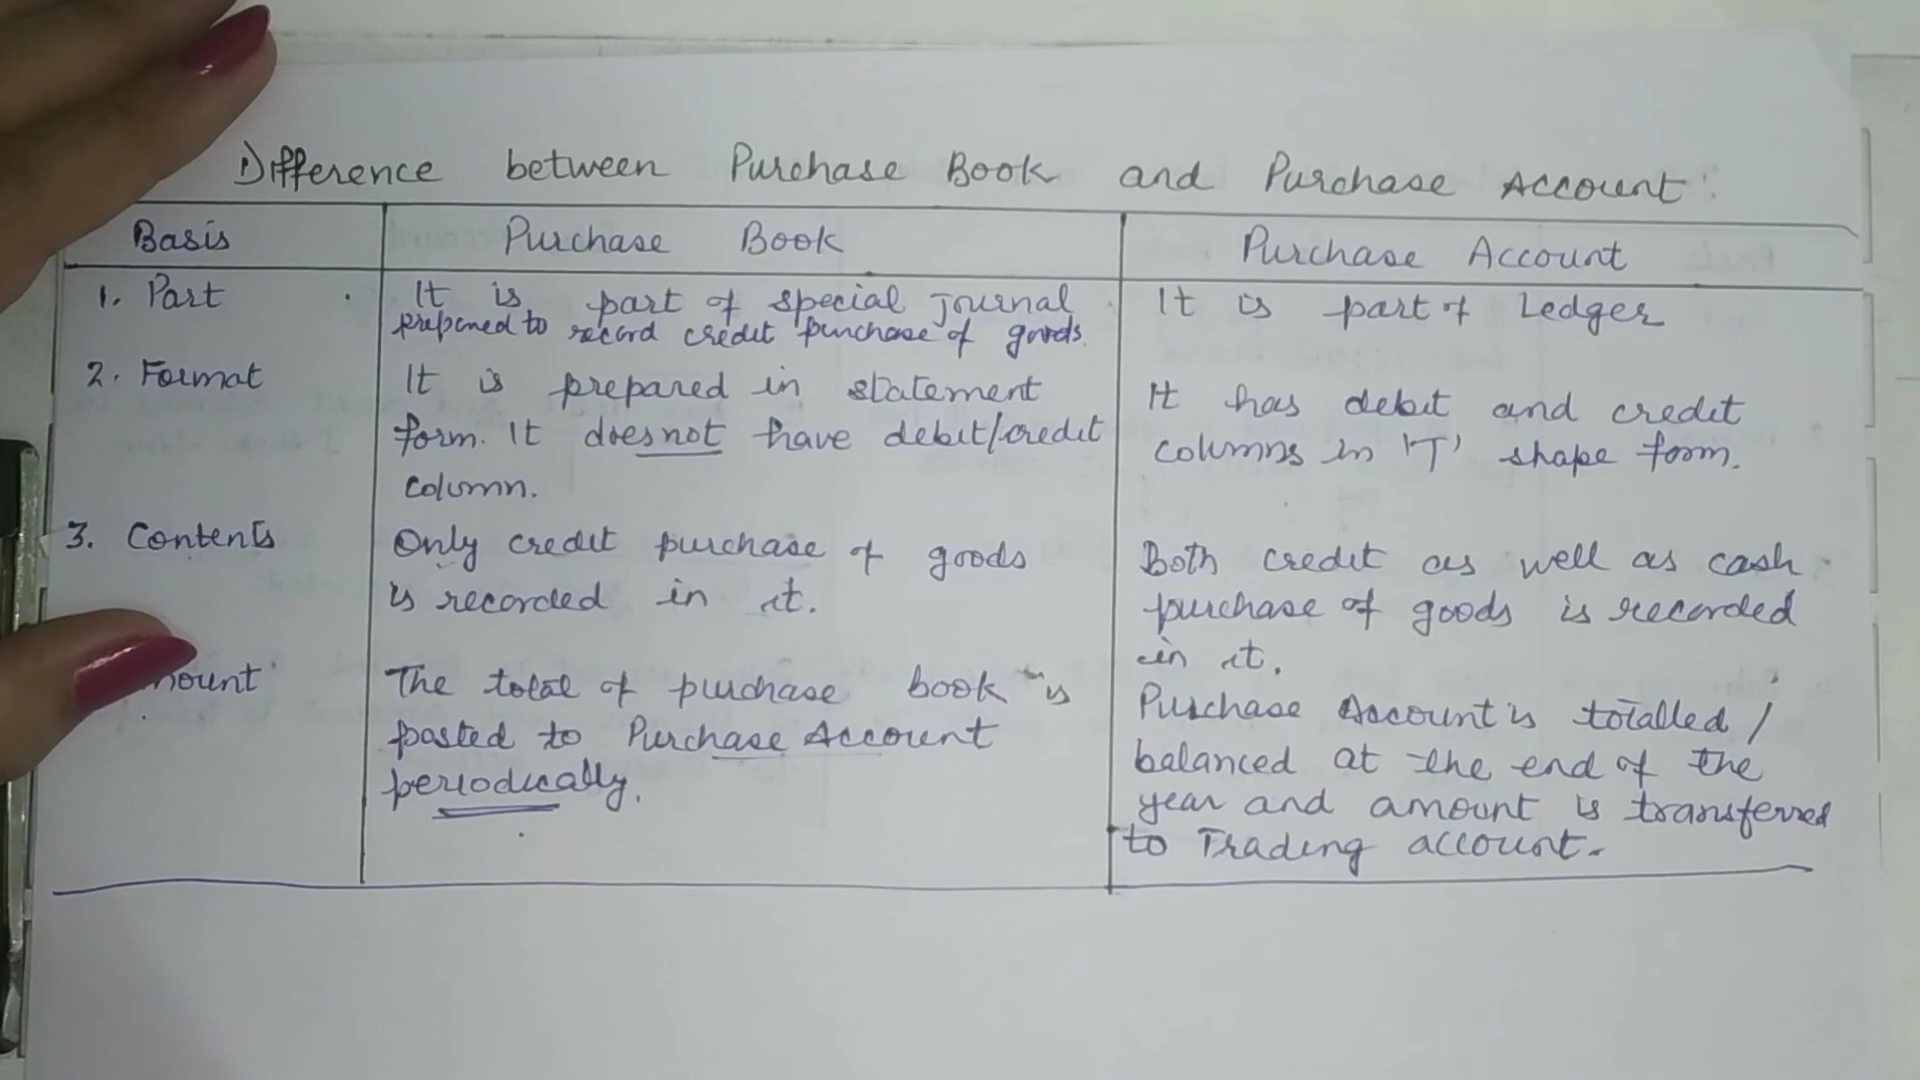 Difference between Purchase Book and Purchase Account
Basis Purchase Book Purchase Account
1. Part It is part of special journal It is part of Ledger
prepared to record credit purchase of goods.
2. Format It is prepared in statement It has debit and credit
form. It does not have debit/credit columns in 'T' shape form.
column.
3. Contents Only credit purchase of goods Both credit as well as cash
is recorded in it. purchase of goods is recorded
in it.
The total of purchase book is Purchase Account is totalled /
posted to Purchase Account balanced at the end of the
periodically. year and amount is transferred
to Trading account.